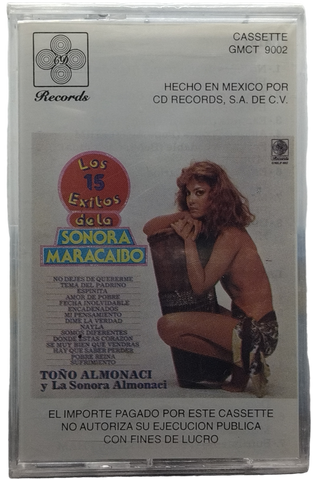 CD
Records
CASSETTE
GMCT 9002
HECHO EN MEXICO POR
CD RECORDS, S.A. DE C.V.
Los
15
Exitos
de la
SONORA
MARACAIBO
NO DEJES DE QUERERME
TEMA DEL PADRINO
ESPINITA
AMOR DE POBRE
FECHA INOLVIDABLE
ENCADENADOS
MI PENSAMIENTO
DIME LA VERDAD
NAYLA
SOMOS DIFERENTES
DONDE ESTAS CORAZON
SE MUY BIEN QUE VENDRAS
HAY QUE SABER PERDER
POBRE REINA
SUFRIMIENTO
TOÑO ALMONACI
y La Sonora Almonaci
EL IMPORTE PAGADO POR ESTE CASSETTE
NO AUTORIZA SU EJECUCION PUBLICA
CON FINES DE LUCRO